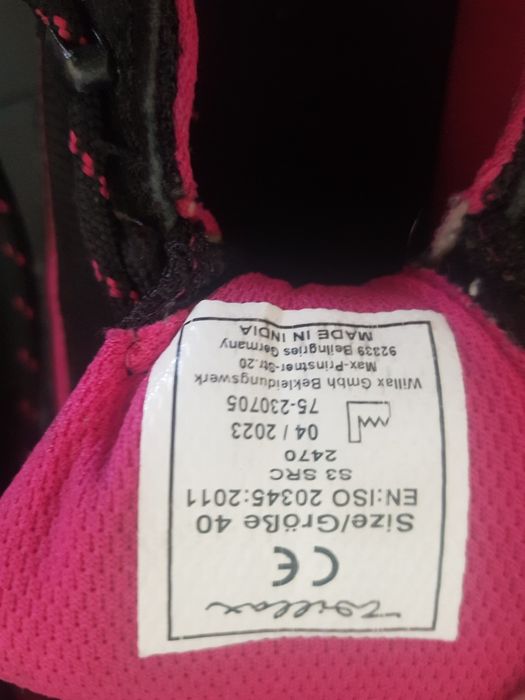 Willax
CE
Size/Größe 40
EN:ISO 20345:2011
S3 SRC
2470
04 / 2023
75-230705
Willax Gmbh Bekleidungswerk
Max-Prinstner-Str.20
92339 Beilngries Germany
MADE IN INDIA